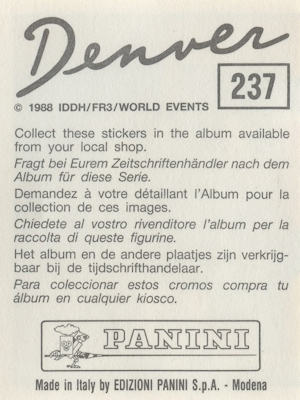 Denver
237
© 1988 IDDH/FR3/WORLD EVENTS
Collect these stickers in the album available
from your local shop.
Fragt bei Eurem Zeitschriftenhändler nach dem
Album für diese Serie.
Demandez à votre détaillant l'Album pour la
collection de ces images.
Chiedete al vostro rivenditore l'album per la
raccolta di queste figurine.
Het album en de andere plaatjes zijn verkrijg-
baar bij de tijdschrifthandelaar.
Para coleccionar estos cromos compra tu
álbum en cualquier kiosco.
PANINI
Made in Italy by EDIZIONI PANINI S.p.A. - Modena